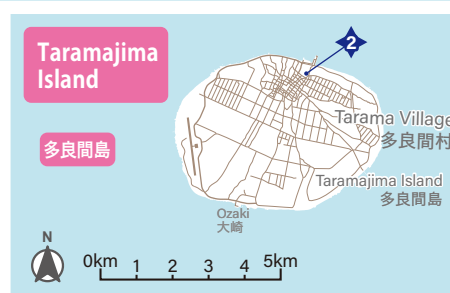 Taramajima
Island
多良間島
2
Tarama Village
多良間村
Taramajima Island
多良間島
Ozaki
大崎
N
0km 1 2 3 4 5km